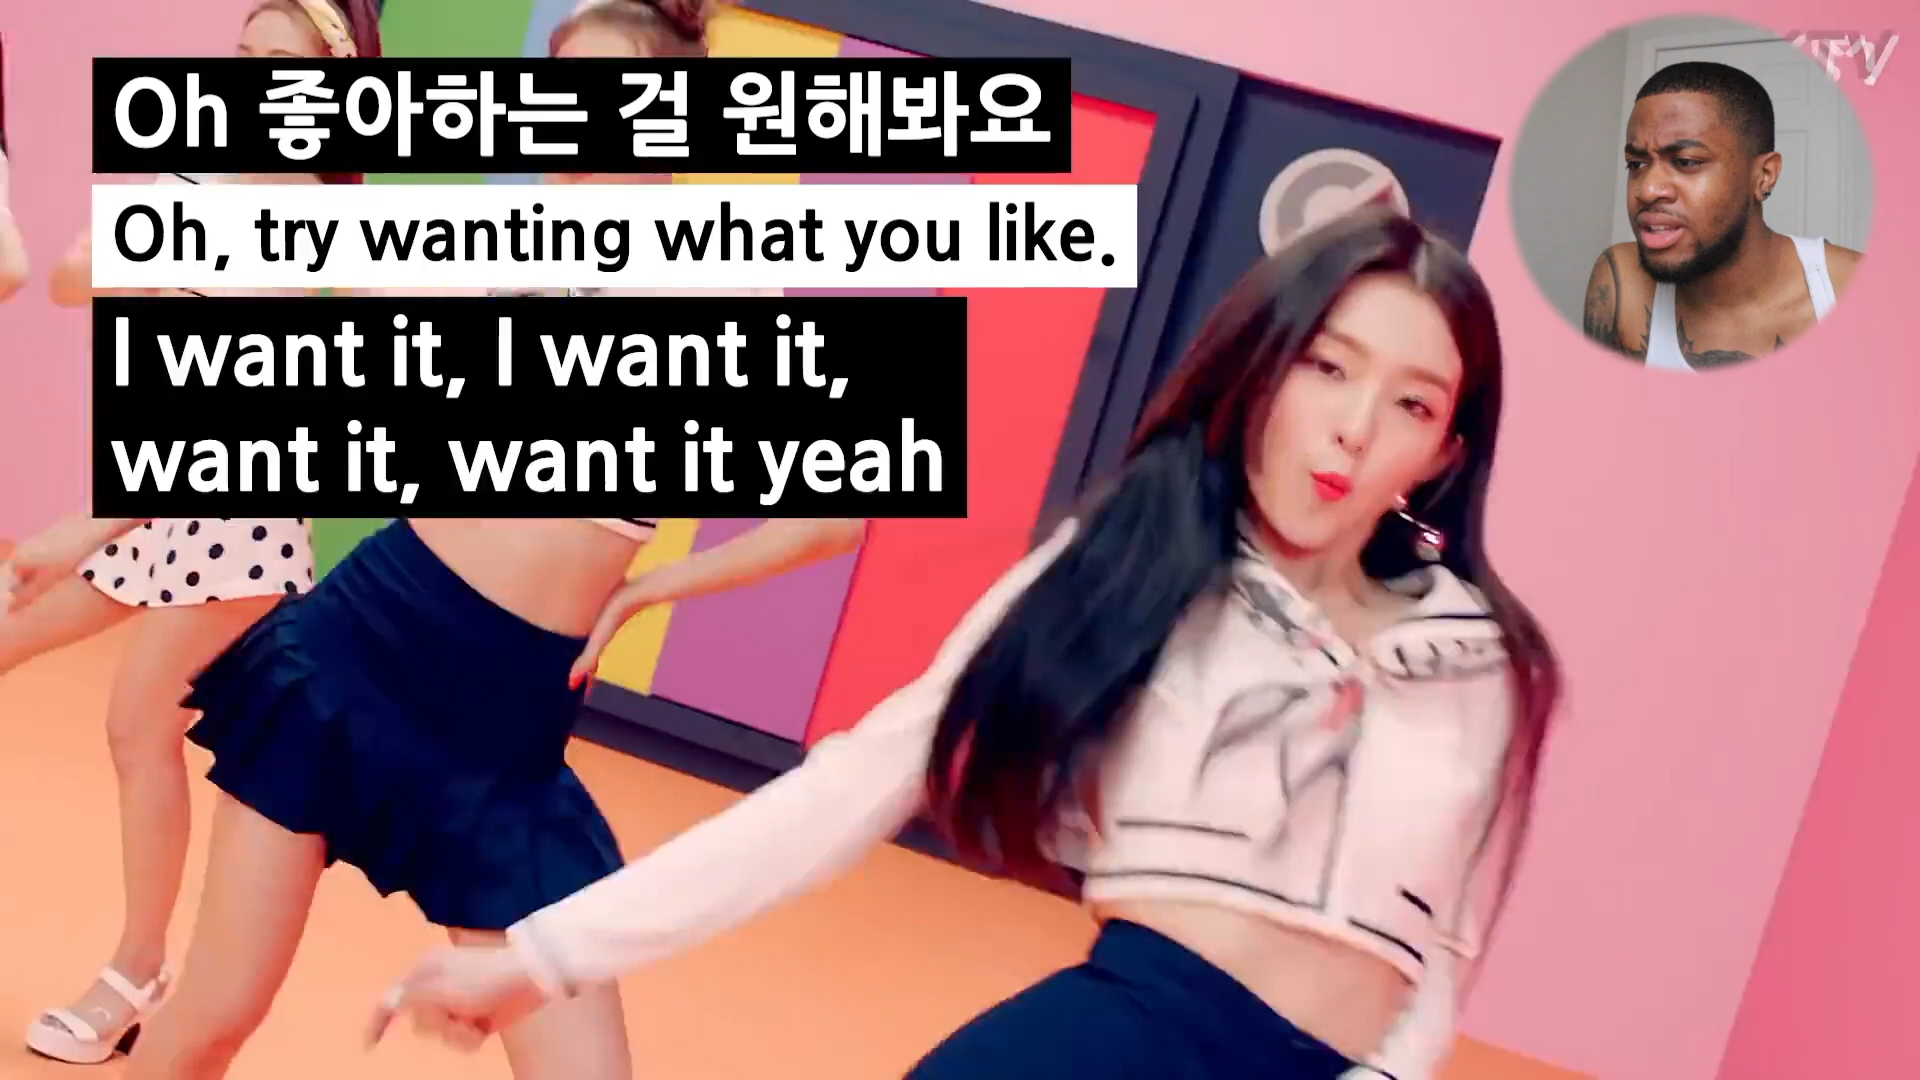 Oh 좋아하는 걸 원해봐요
Oh, try wanting what you like.
I want it, I want it,
want it, want it yeah